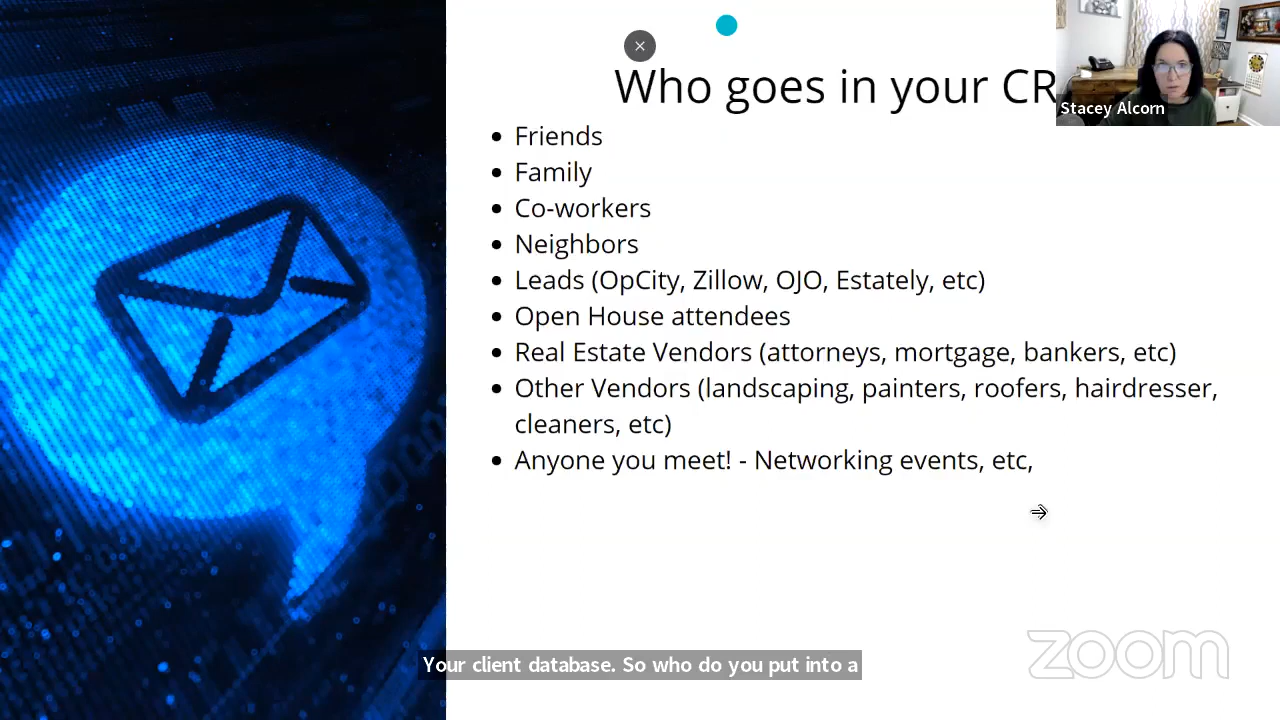 Who goes in your CR
Stacey Alcorn
• Friends
• Family
• Co-workers
• Neighbors
• Leads (OpCity, Zillow, OJO, Estately, etc)
• Open House attendees
• Real Estate Vendors (attorneys, mortgage, bankers, etc)
• Other Vendors (landscaping, painters, roofers, hairdresser,
cleaners, etc)
• Anyone you meet! - Networking events, etc,
Your client database. So who do you put into a
zoom